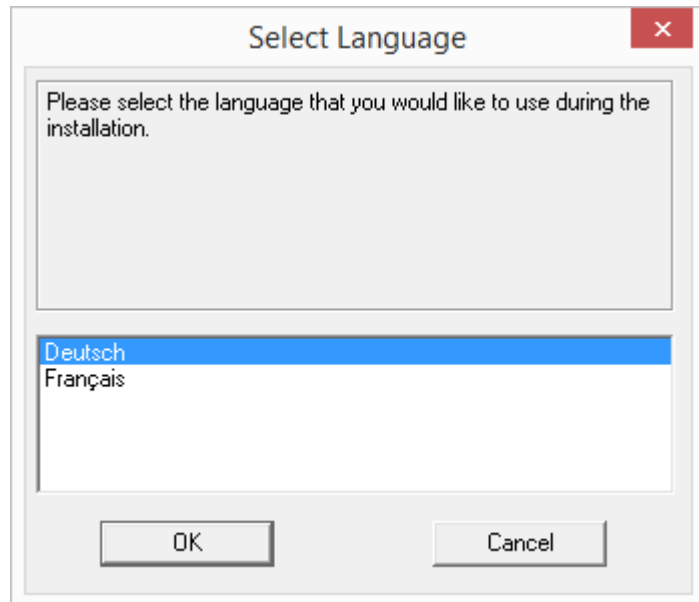 Select Language
Please select the language that you would like to use during the
installation.
Deutsch
Français
OK
Cancel